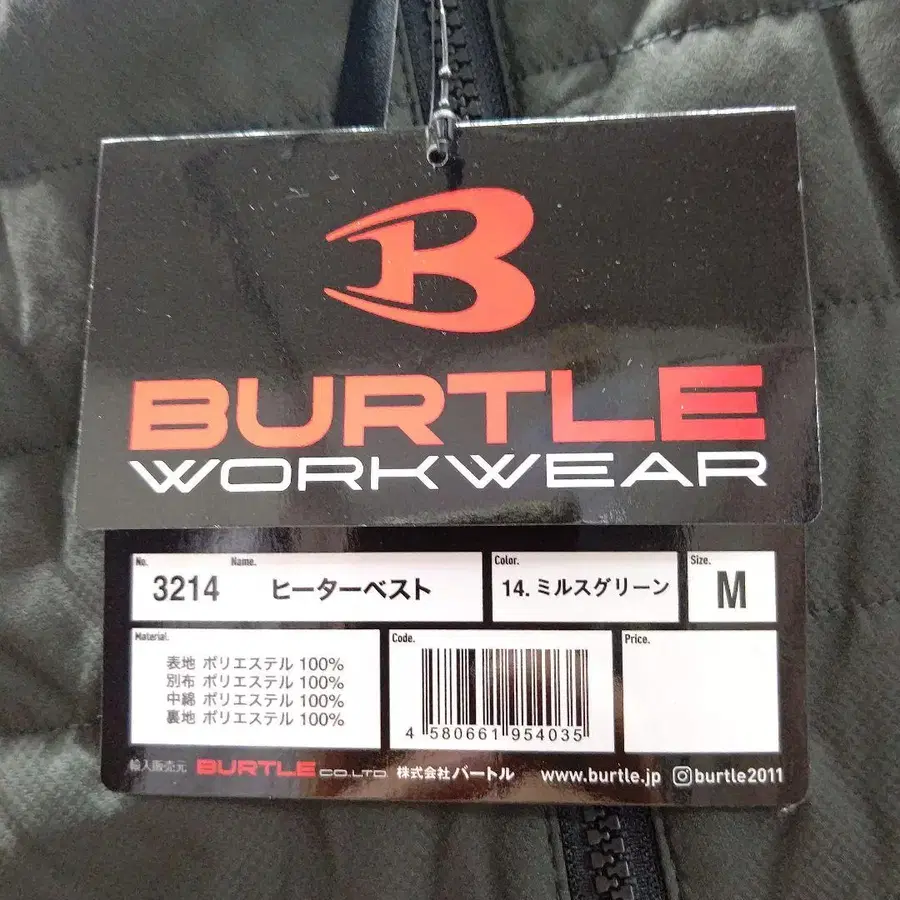 B
BURTLE
WORKWEAR
No. 3214 Name. ヒーターベスト Color. 14. ミルスグリーン Size. M
Material.
表地 ポリエステル 100%
別布 ポリエステル 100%
中綿 ポリエステル 100%
裏地 ポリエステル 100%
Code.
4 580661 954035
Price.
輸入販売元 BURTLE CO.LTD 株式会社バートル www.burtle.jp burtle2011